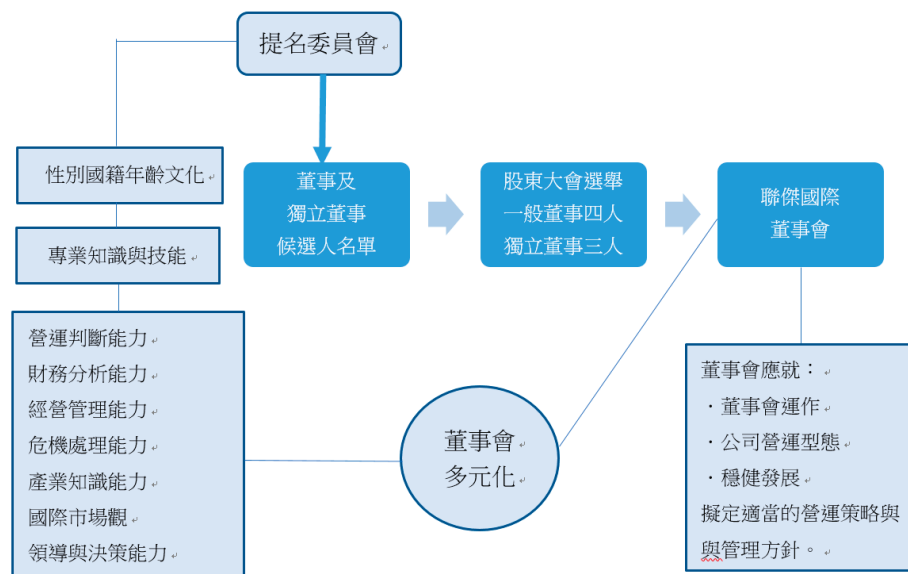 提名委員會
性別國籍年齡文化
專業知識與技能
營運判斷能力
財務分析能力
經營管理能力
危機處理能力
產業知識能力
國際市場觀
領導與決策能力
董事及
獨立董事
候選人名單
股東大會選舉
一般董事四人
獨立董事三人
聯傑國際
董事會
董事會
多元化
董事會應就：
．董事會運作
．公司營運型態
．穩健發展
擬定適當的營運策略與
與管理方針。